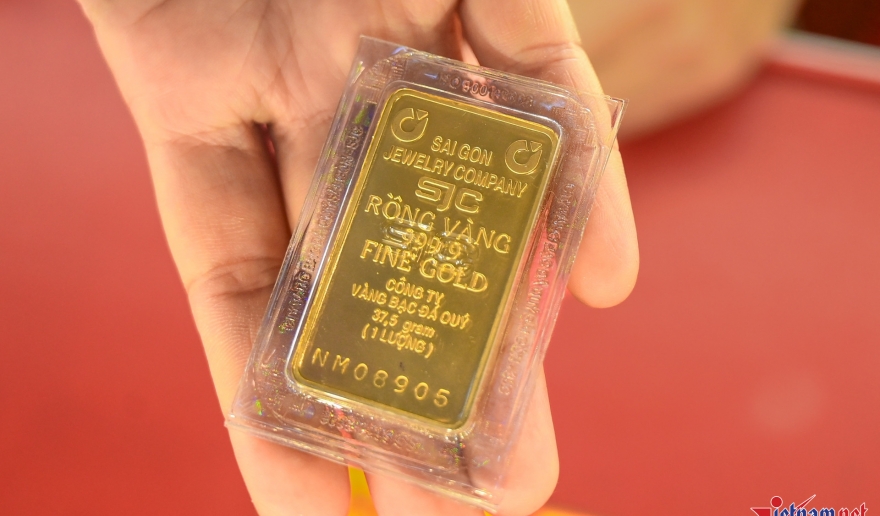 SAI GON
JEWELRY COMPANY
SJC
RỒNG VÀNG
999.9
FINE GOLD
CÔNG TY
VÀNG BẠC ĐÁ QUÝ
37,5 gram
( 1 LƯỢNG )
NM08905
vietnamnet